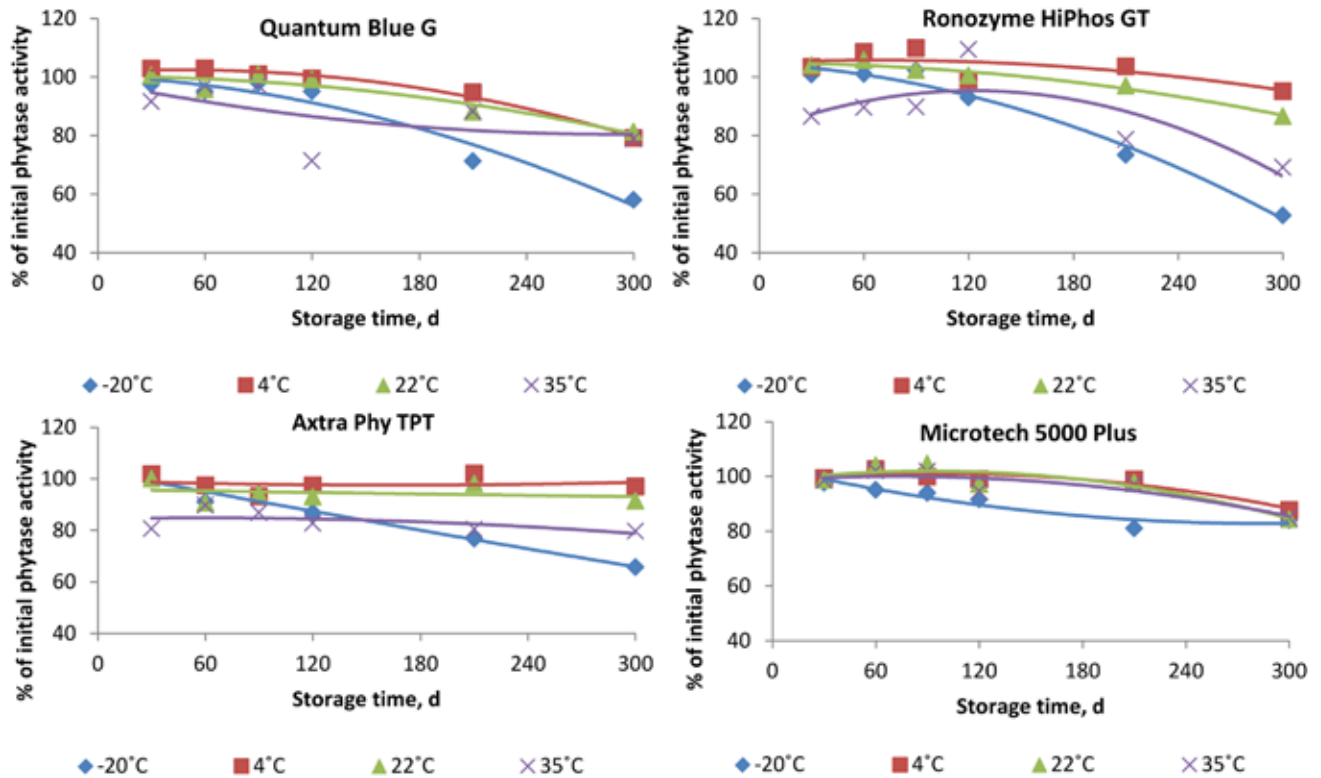 Quantum Blue G
% of initial phytase activity
120
100
80
60
40
0 60 120 180 240 300
Storage time, d
-20˚C 4˚C 22˚C 35˚C
Ronozyme HiPhos GT
% of initial phytase activity
120
100
80
60
40
0 60 120 180 240 300
Storage time, d
-20˚C 4˚C 22˚C 35˚C
Axtra Phy TPT
% of initial phytase activity
120
100
80
60
40
0 60 120 180 240 300
Storage time, d
-20˚C 4˚C 22˚C 35˚C
Microtech 5000 Plus
% of initial phytase activity
120
100
80
60
40
0 60 120 180 240 300
Storage time, d
-20˚C 4˚C 22˚C 35˚C